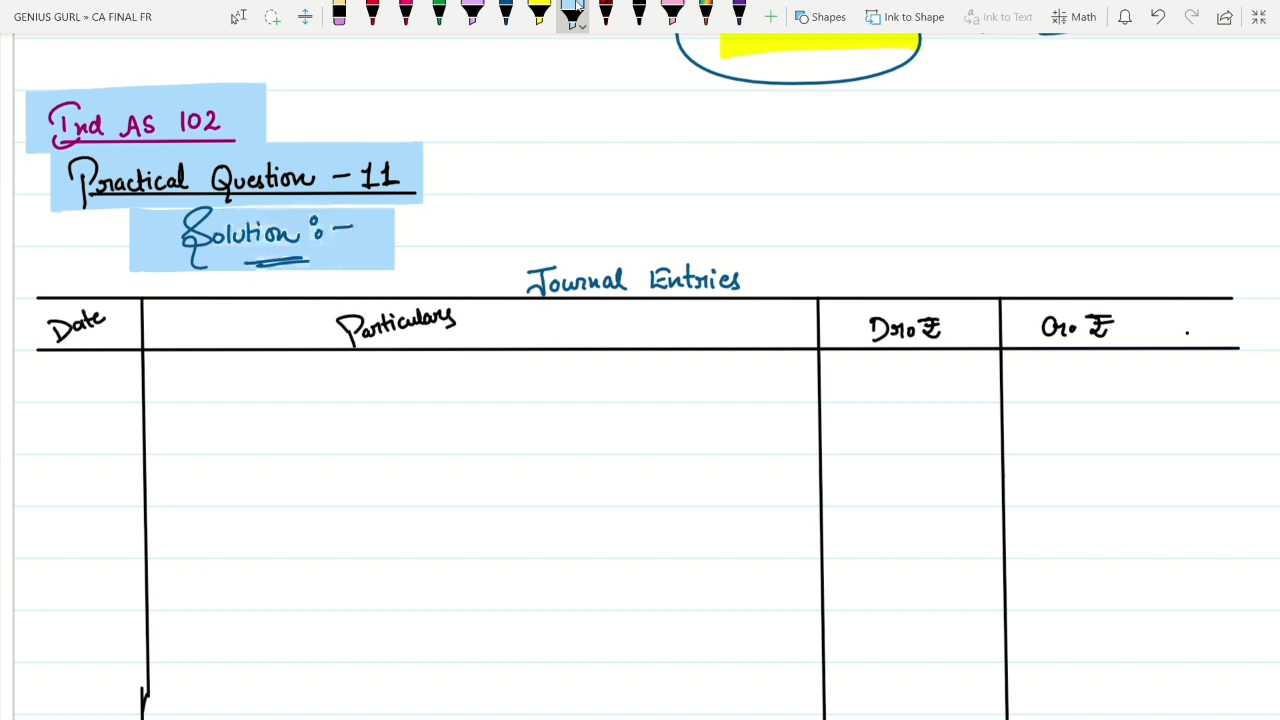 GENIUS GURL » CA FINAL FR
Shapes Ink to Shape Ink to Text Math
Ind AS 102
Practical Question - 11
Solution :-
Journal Entries
Date Particulars Dr. ₹ Cr. ₹